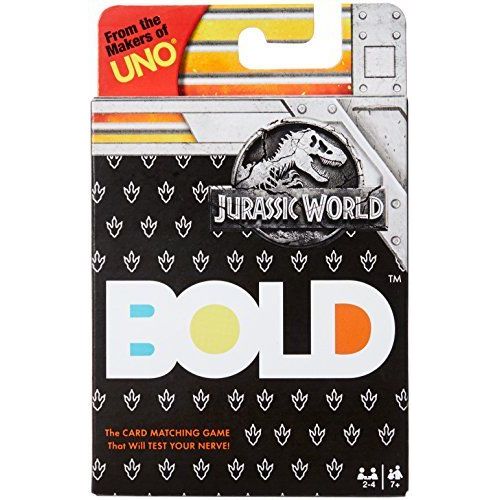 From the
Makers of
UNO
JURASSIC WORLD
BOLD™
The CARD MATCHING GAME
That Will TEST YOUR NERVE!
2-4 7+